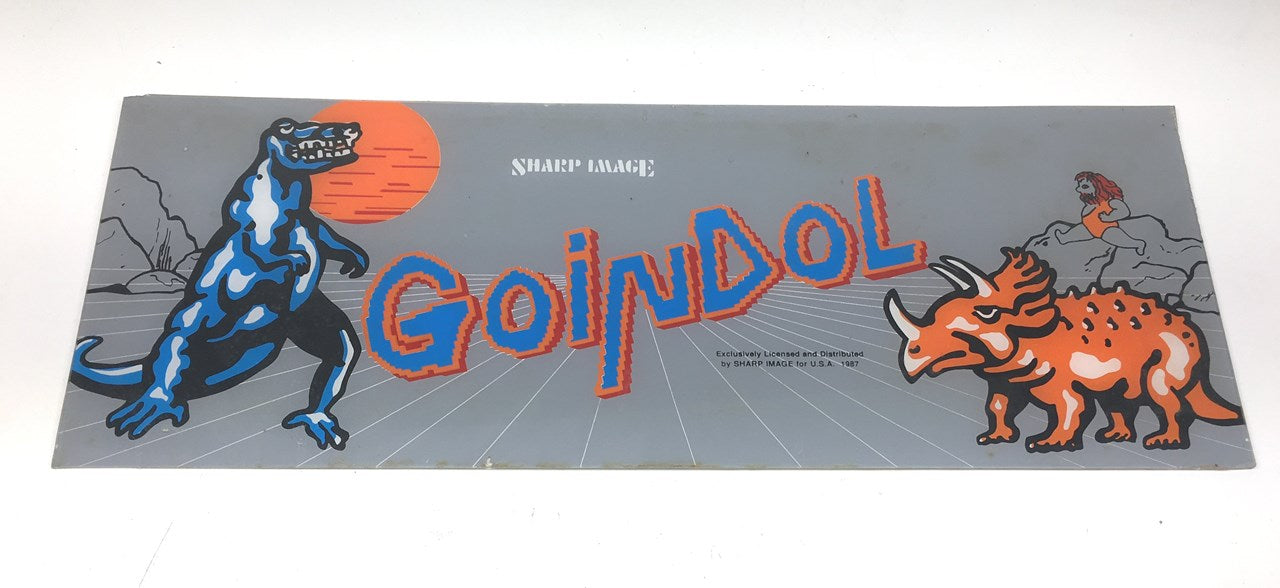 SHARP IMAGE
GOiNDOL
Exclusively Licensed and Distributed
by SHARP IMAGE for U.S.A. 1987